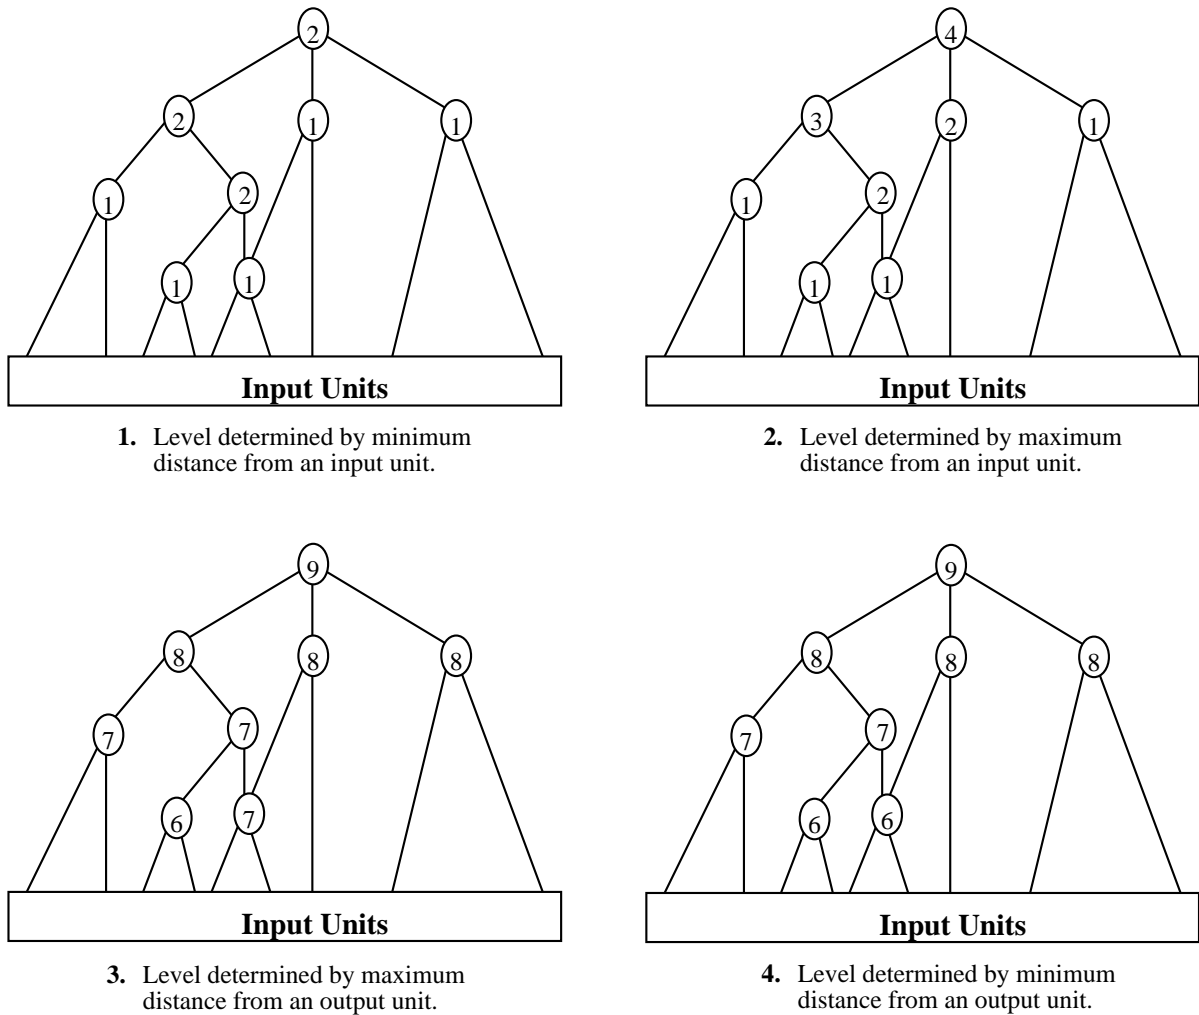 2
2
1
1
1
2
1
1
Input Units
1. Level determined by minimum
distance from an input unit.
4
3
2
1
1
2
1
1
Input Units
2. Level determined by maximum
distance from an input unit.
9
8
8
8
7
7
6
7
Input Units
3. Level determined by maximum
distance from an output unit.
9
8
8
8
7
7
6
6
Input Units
4. Level determined by minimum
distance from an output unit.